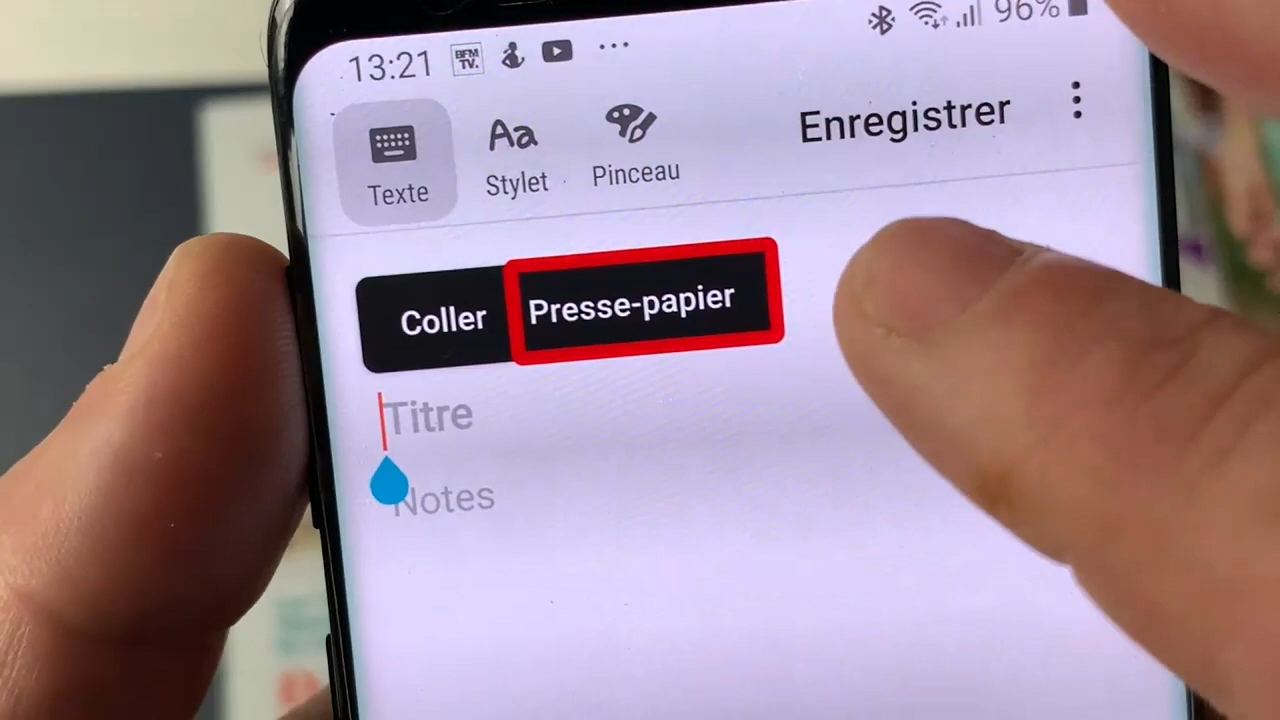 13:21 BFM TV. ... 96%
Texte Stylet Pinceau Enregistrer
Coller Presse-papier
Titre
Notes